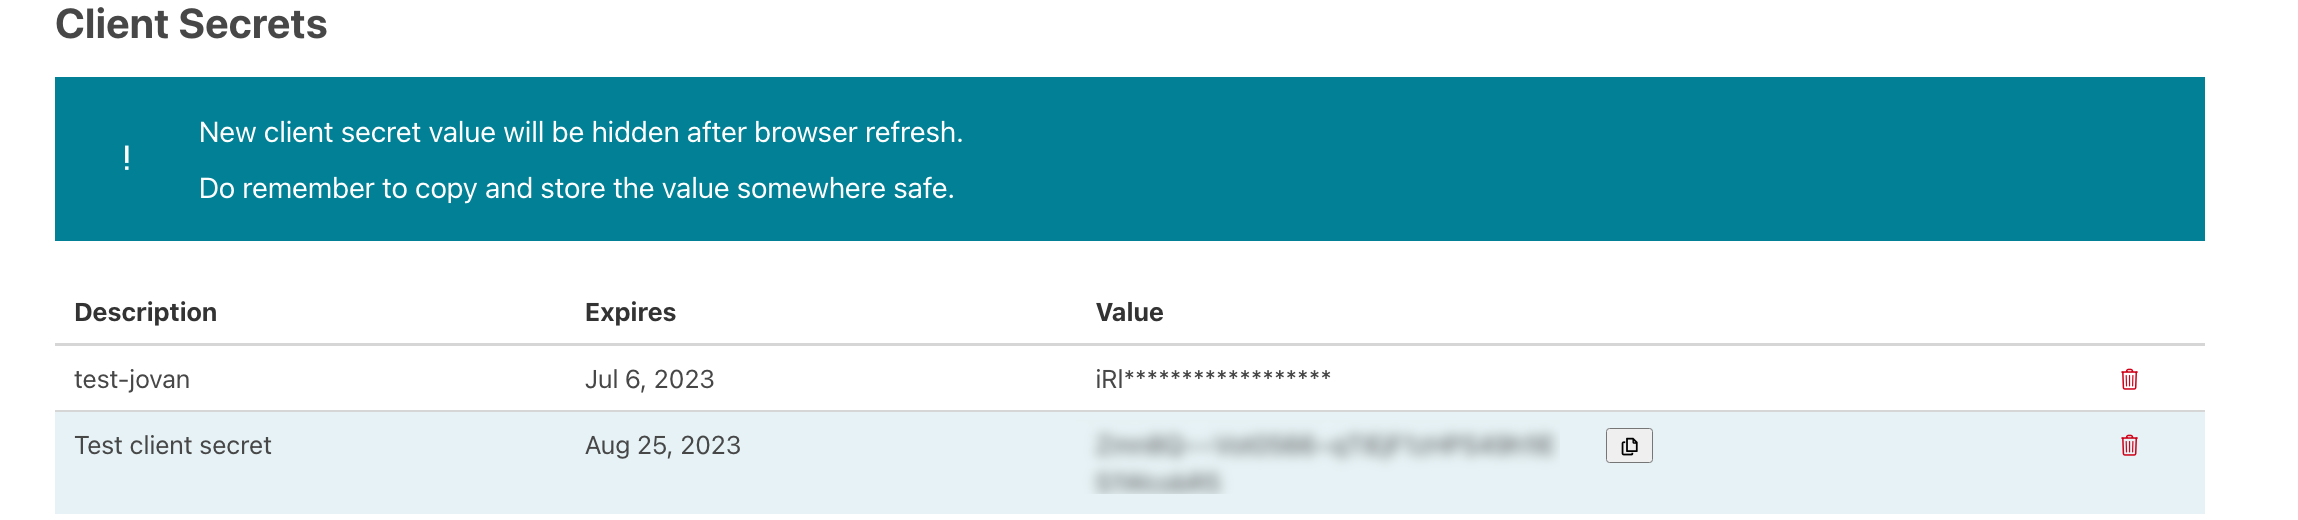 Client Secrets
!
New client secret value will be hidden after browser refresh.
Do remember to copy and store the value somewhere safe.
Description Expires Value
test-jovan Jul 6, 2023 iRl******************
Test client secret Aug 25, 2023